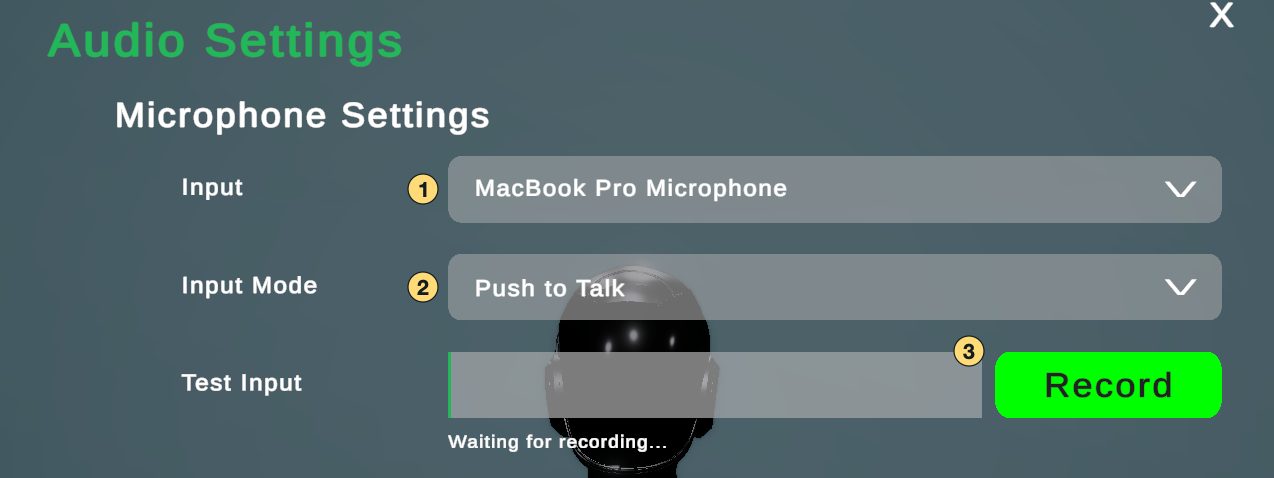 X
Audio Settings
Microphone Settings
Input
1
MacBook Pro Microphone
Input Mode
2
Push to Talk
3
Test Input
Record
Waiting for recording...